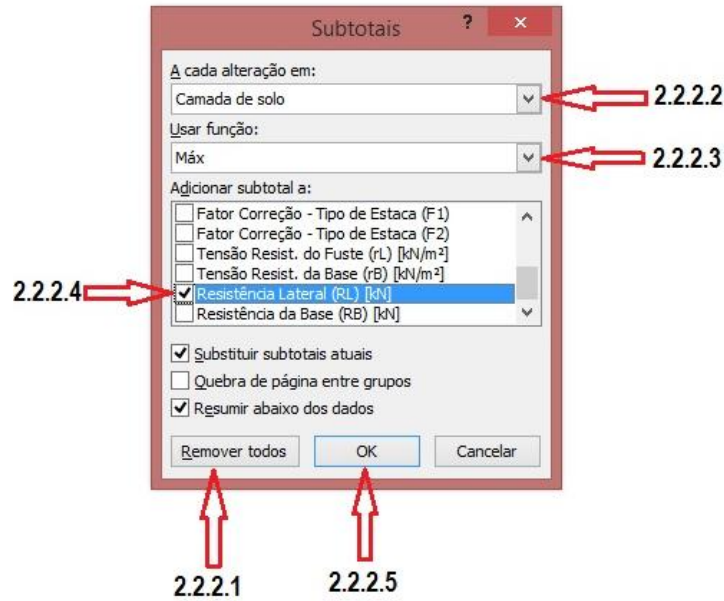 Subtotais ? ×
A cada alteração em:
Camada de solo
2.2.2.2
Usar função:
Máx
2.2.2.3
Adicionar subtotal a:
Fator Correção - Tipo de Estaca (F1)
Fator Correção - Tipo de Estaca (F2)
Tensão Resist. do Fuste (rL) [kN/m²]
Tensão Resist. da Base (rB) [kN/m²]
2.2.2.4
Resistência Lateral (RL) [kN]
Resistência da Base (RB) [kN]
Substituir subtotais atuais
Quebra de página entre grupos
Resumir abaixo dos dados
Remover todos OK Cancelar
2.2.2.1 2.2.2.5